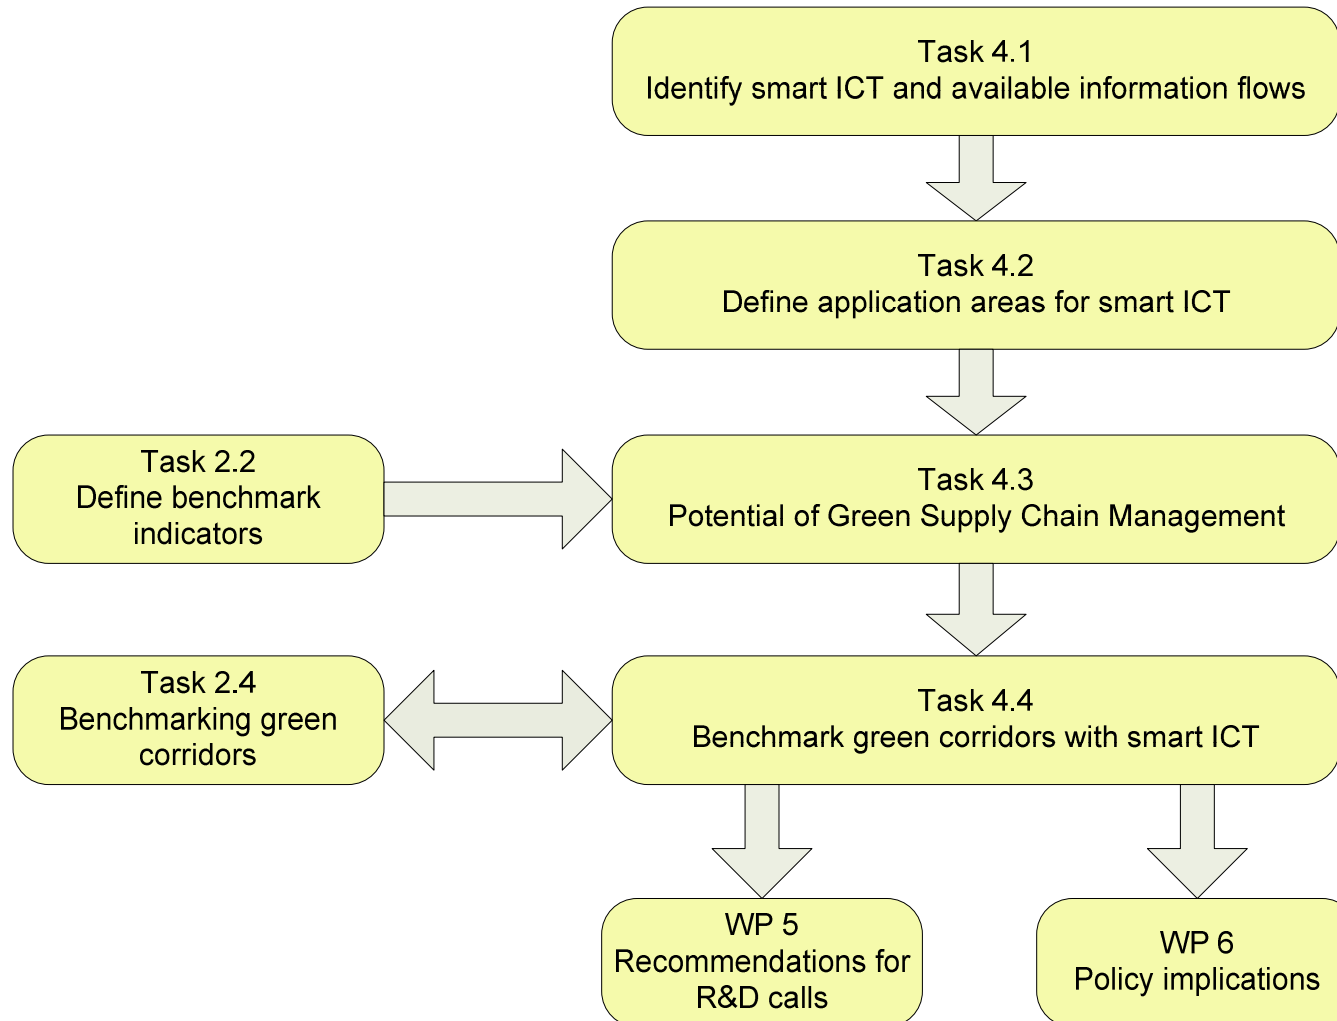 Task 4.1
Identify smart ICT and available information flows
Task 4.2
Define application areas for smart ICT
Task 2.2
Define benchmark
indicators
Task 4.3
Potential of Green Supply Chain Management
Task 2.4
Benchmarking green
corridors
Task 4.4
Benchmark green corridors with smart ICT
WP 5
Recommendations for
R&D calls
WP 6
Policy implications